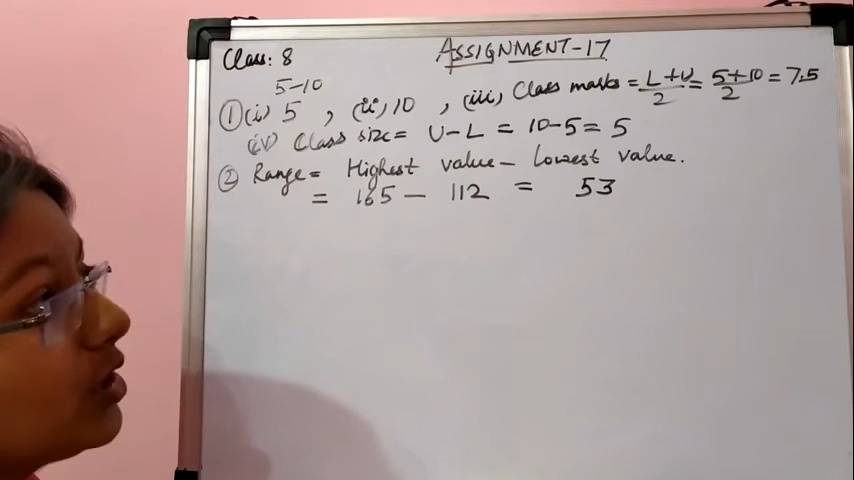 Class: 8
ASSIGNMENT-17
5-10
① (i) 5 , (ii) 10 , (iii) Class marks = L+U/2 = 5+10/2 = 7.5
(iv) Class size = U-L = 10-5 = 5
② Range = Highest value - Lowest value.
= 165 - 112 = 53